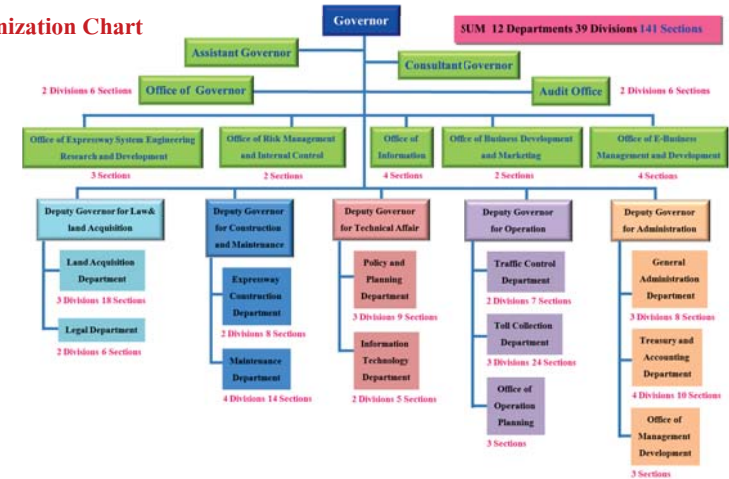 nization Chart
Governor
SUM 12 Departments 39 Divisions 141 Sections
Assistant Governor
Consultant Governor
2 Divisions 6 Sections
Office of Governor
Audit Office
2 Divisions 6 Sections
Office of Expressway System Engineering
Research and Development
3 Sections
Office of Risk Management
and Internal Control
2 Sections
Office of
Information
4 Sections
Office of Business Development
and Marketing
2 Sections
Office of E-Business
Management and Development
4 Sections
Deputy Governor for Law&
land Acquisition
Land Acquisition
Department
3 Divisions 18 Sections
Legal Department
2 Divisions 6 Sections
Deputy Governor
for Construction
and Maintenance
Expressway
Construction
Department
2 Divisions 8 Sections
Maintenance
Department
4 Divisions 14 Sections
Deputy Governor
for Technical Affair
Policy and
Planning
Department
3 Divisions 9 Sections
Information
Technology
Department
2 Divisions 5 Sections
Deputy Governor
for Operation
Traffic Control
Department
2 Divisions 7 Sections
Toll Collection
Department
3 Divisions 24 Sections
Office of
Operation
Planning
3 Sections
Deputy Governor
for Administration
General
Administration
Department
3 Divisions 8 Sections
Treasury and
Accounting
Department
4 Divisions 10 Sections
Office of
Management
Development
3 Sections